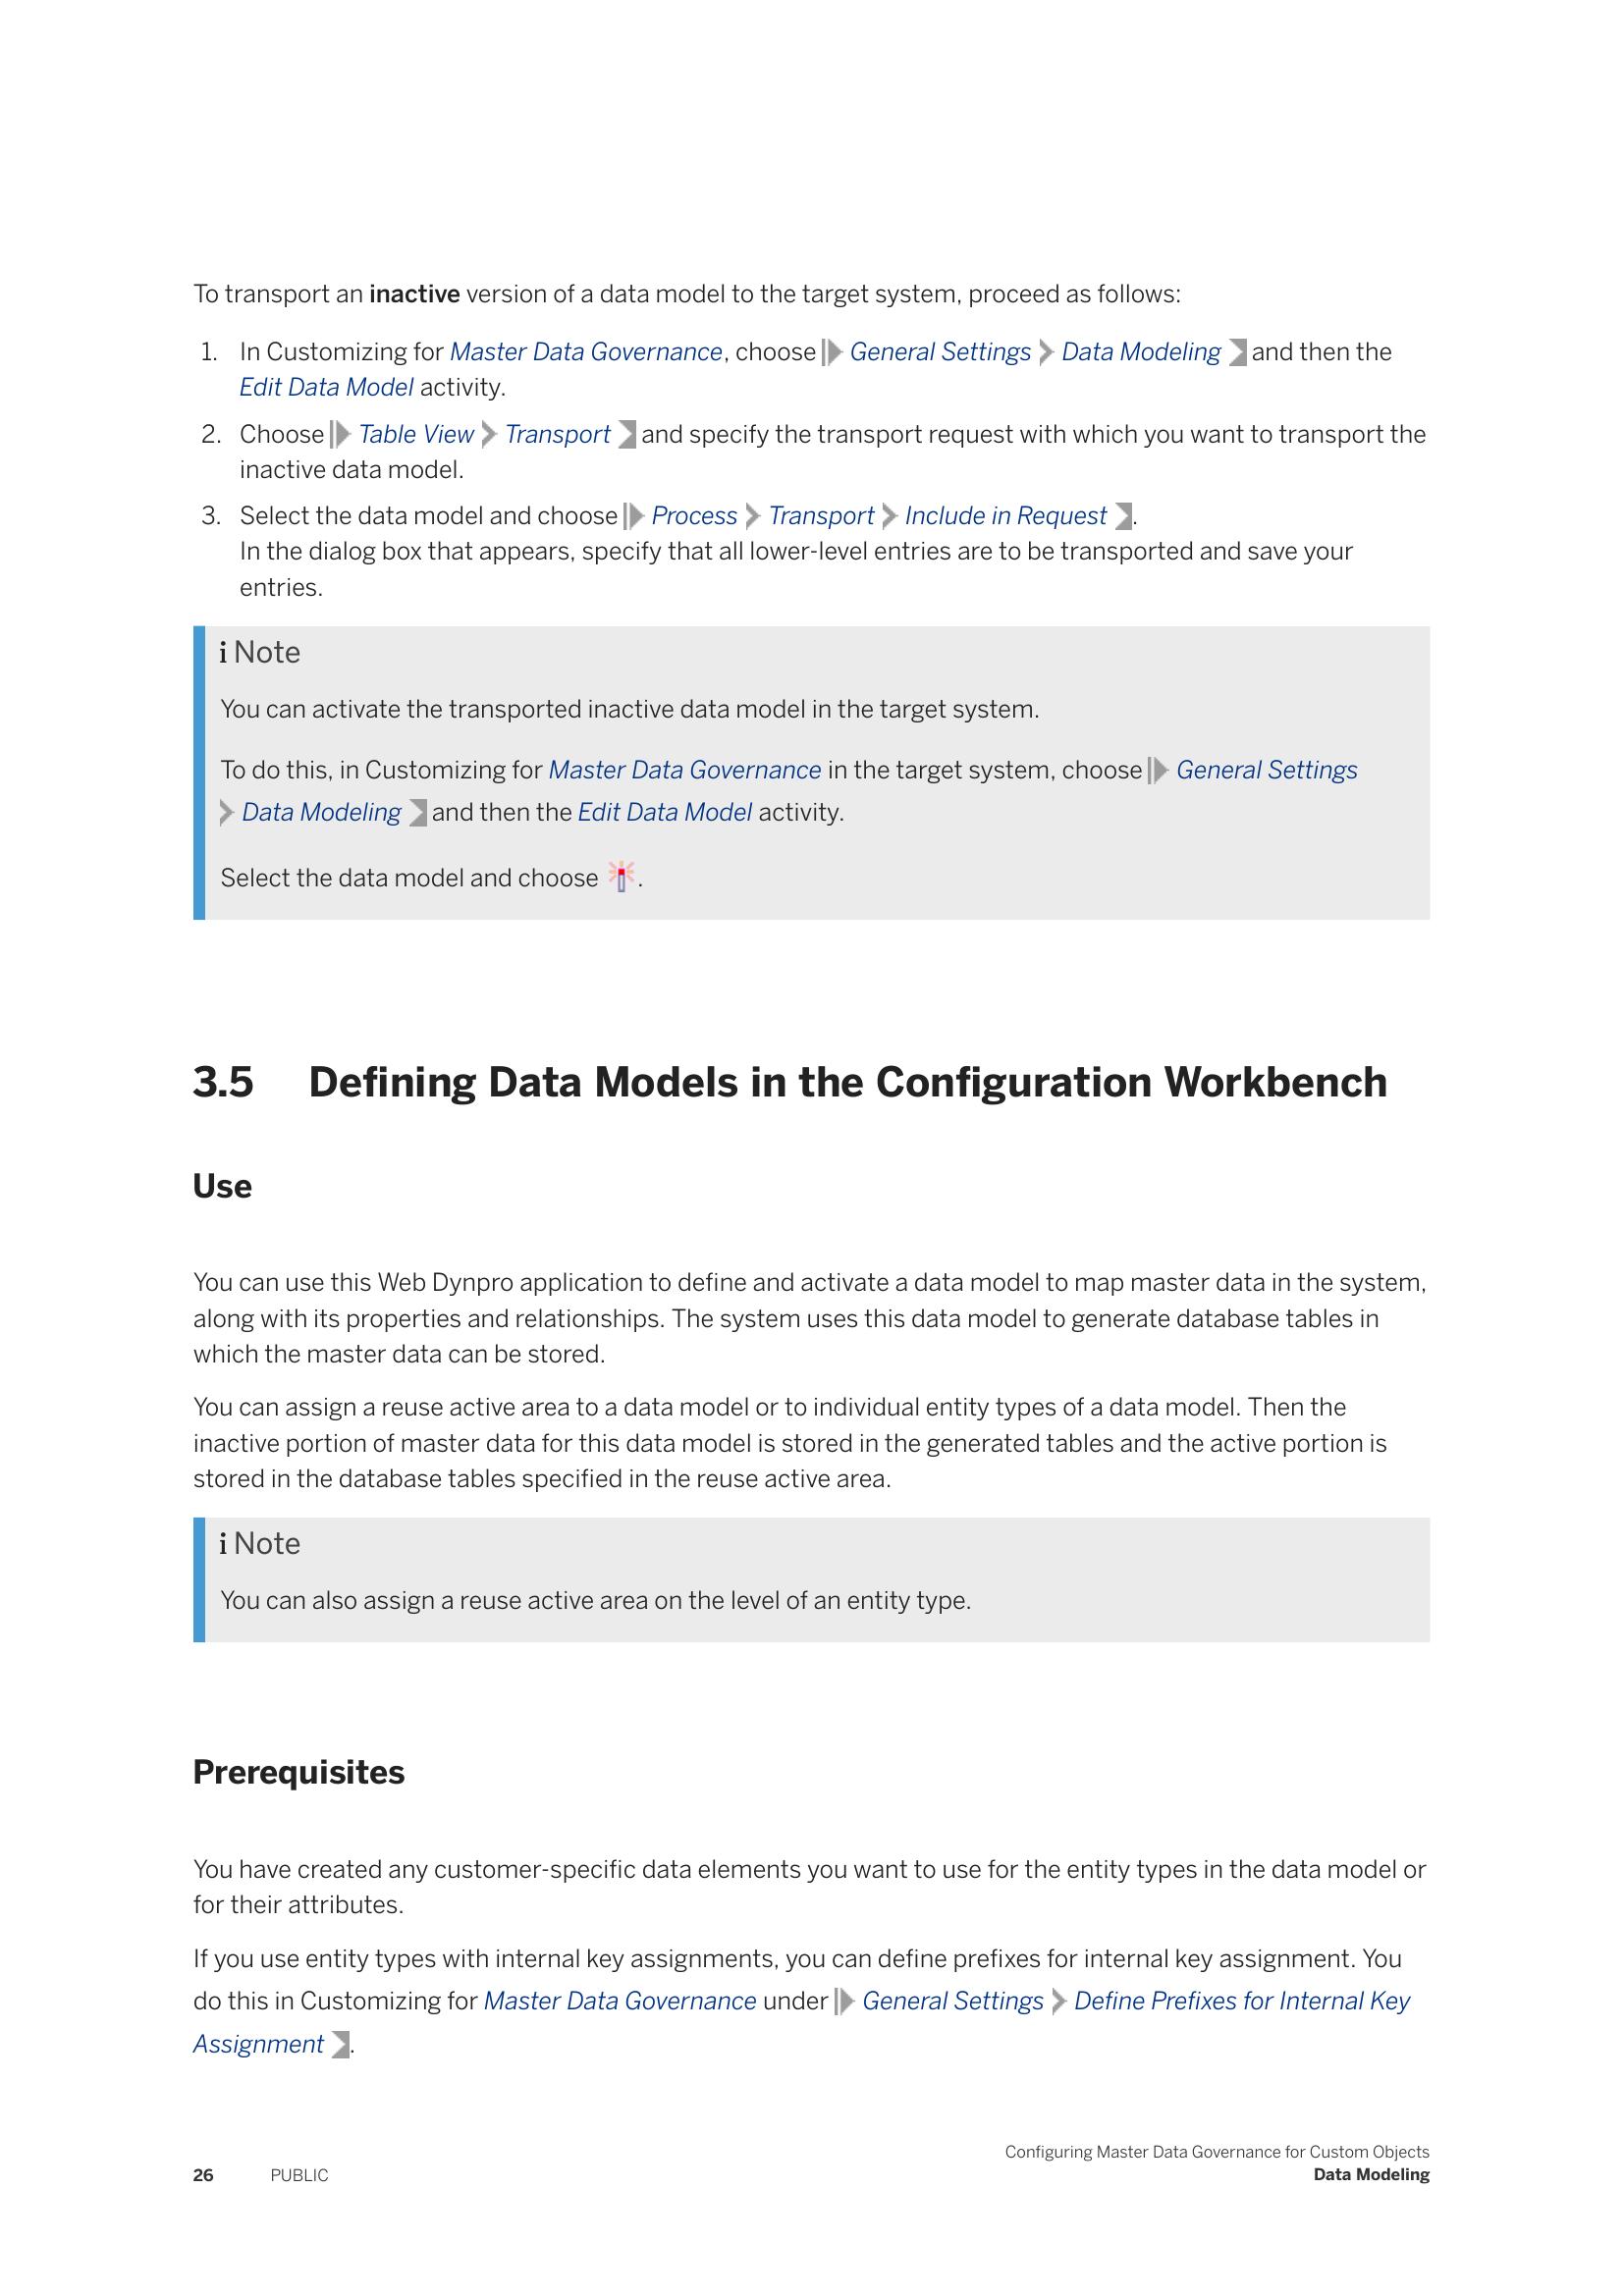 To transport an inactive version of a data model to the target system, proceed as follows:
1. In Customizing for Master Data Governance, choose General Settings Data Modeling and then the
Edit Data Model activity.
2. Choose Table View Transport and specify the transport request with which you want to transport the
inactive data model.
3. Select the data model and choose Process Transport Include in Request .
In the dialog box that appears, specify that all lower-level entries are to be transported and save your
entries.
i Note
You can activate the transported inactive data model in the target system.
To do this, in Customizing for Master Data Governance in the target system, choose General Settings
Data Modeling and then the Edit Data Model activity.
Select the data model and choose .
3.5 Defining Data Models in the Configuration Workbench
Use
You can use this Web Dynpro application to define and activate a data model to map master data in the system,
along with its properties and relationships. The system uses this data model to generate database tables in
which the master data can be stored.
You can assign a reuse active area to a data model or to individual entity types of a data model. Then the
inactive portion of master data for this data model is stored in the generated tables and the active portion is
stored in the database tables specified in the reuse active area.
i Note
You can also assign a reuse active area on the level of an entity type.
Prerequisites
You have created any customer-specific data elements you want to use for the entity types in the data model or
for their attributes.
If you use entity types with internal key assignments, you can define prefixes for internal key assignment. You
do this in Customizing for Master Data Governance under General Settings Define Prefixes for Internal Key
Assignment .
Configuring Master Data Governance for Custom Objects
26 PUBLIC Data Modeling